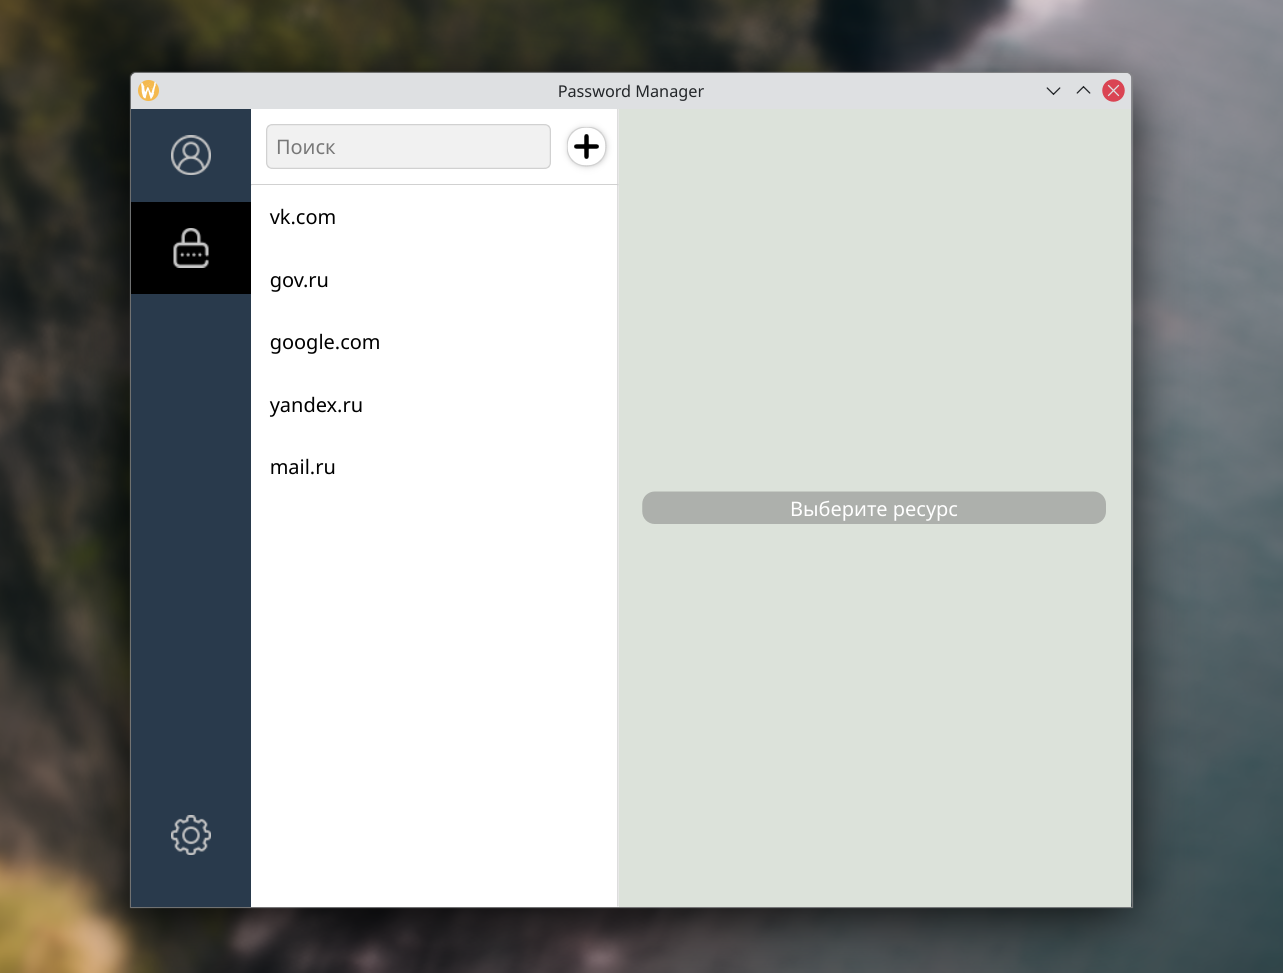 Password Manager
Поиск
vk.com
gov.ru
google.com
yandex.ru
mail.ru
Выберите ресурс